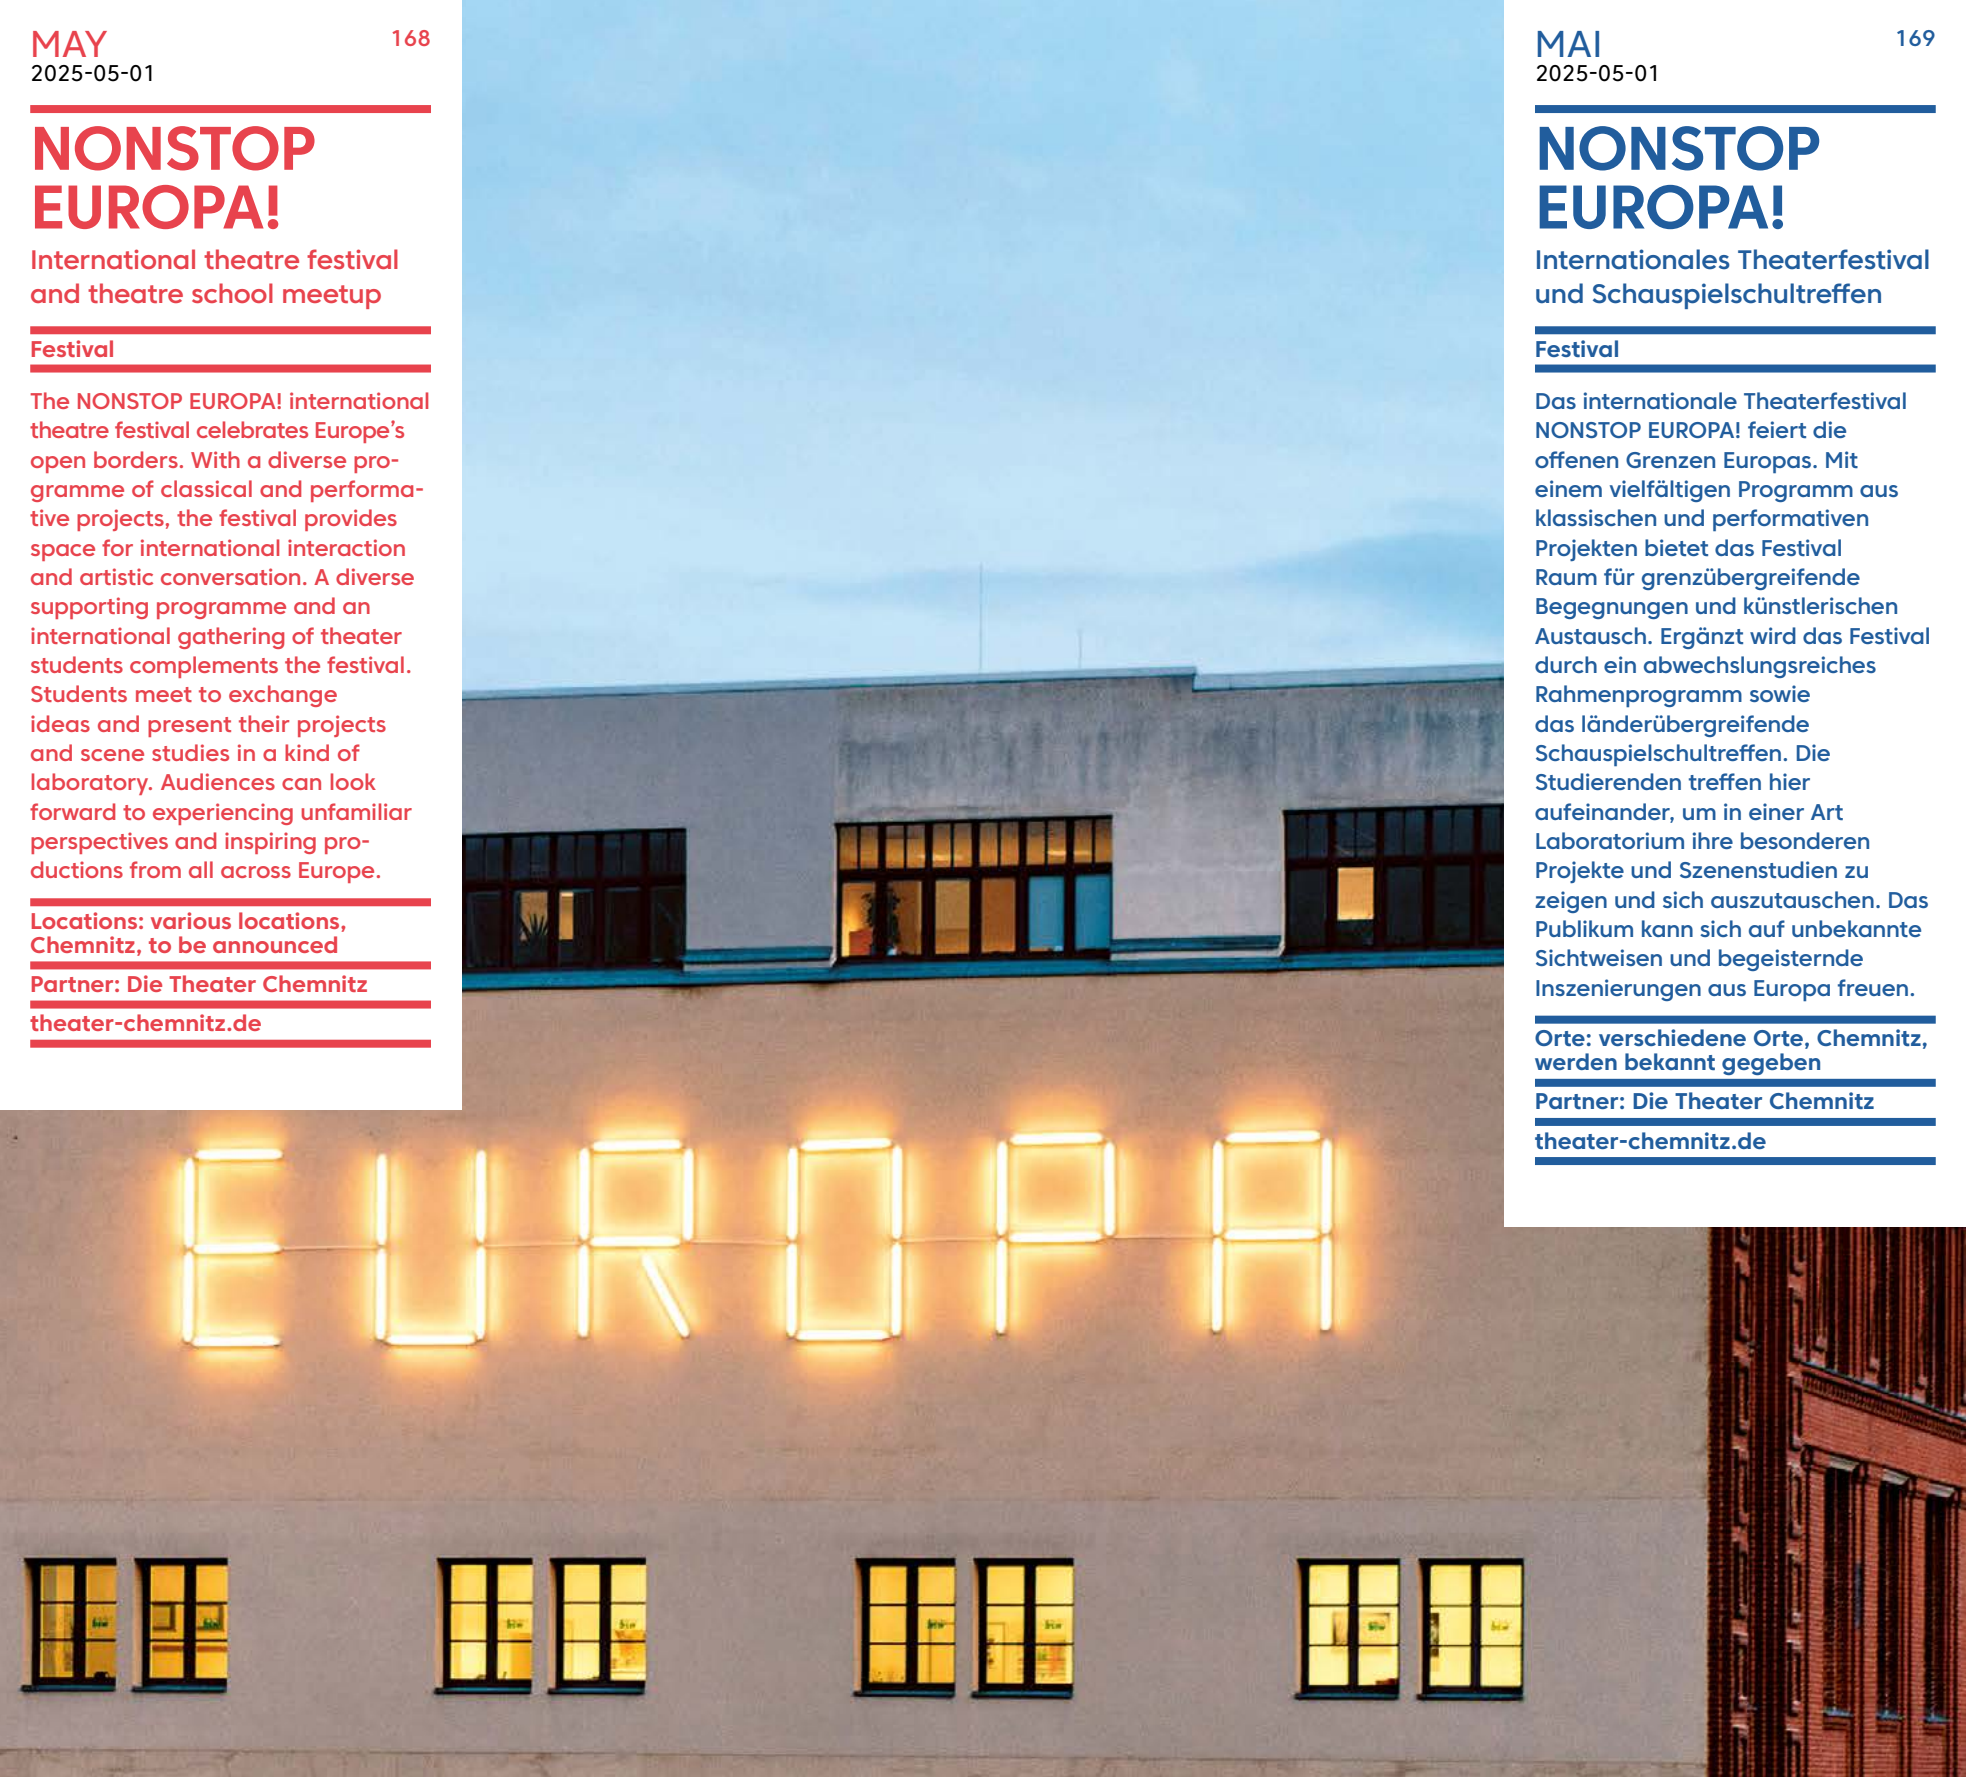 MAY
168
2025-05-01
NONSTOP
EUROPA!
International theatre festival
and theatre school meetup
Festival
The NONSTOP EUROPA! international
theatre festival celebrates Europe’s
open borders. With a diverse pro-
gramme of classical and performa-
tive projects, the festival provides
space for international interaction
and artistic conversation. A diverse
supporting programme and an
international gathering of theater
students complements the festival.
Students meet to exchange
ideas and present their projects
and scene studies in a kind of
laboratory. Audiences can look
forward to experiencing unfamiliar
perspectives and inspiring pro-
ductions from all across Europe.
Locations: various locations,
Chemnitz, to be announced
Partner: Die Theater Chemnitz
theater-chemnitz.de
MAI
169
2025-05-01
NONSTOP
EUROPA!
Internationales Theaterfestival
und Schauspielschultreffen
Festival
Das internationale Theaterfestival
NONSTOP EUROPA! feiert die
offenen Grenzen Europas. Mit
einem vielfältigen Programm aus
klassischen und performativen
Projekten bietet das Festival
Raum für grenzübergreifende
Begegnungen und künstlerischen
Austausch. Ergänzt wird das Festival
durch ein abwechslungsreiches
Rahmenprogramm sowie
das länderübergreifende
Schauspielschultreffen. Die
Studierenden treffen hier
aufeinander, um in einer Art
Laboratorium ihre besonderen
Projekte und Szenenstudien zu
zeigen und sich auszutauschen. Das
Publikum kann sich auf unbekannte
Sichtweisen und begeisternde
Inszenierungen aus Europa freuen.
Orte: verschiedene Orte, Chemnitz,
werden bekannt gegeben
Partner: Die Theater Chemnitz
theater-chemnitz.de
EUROPA